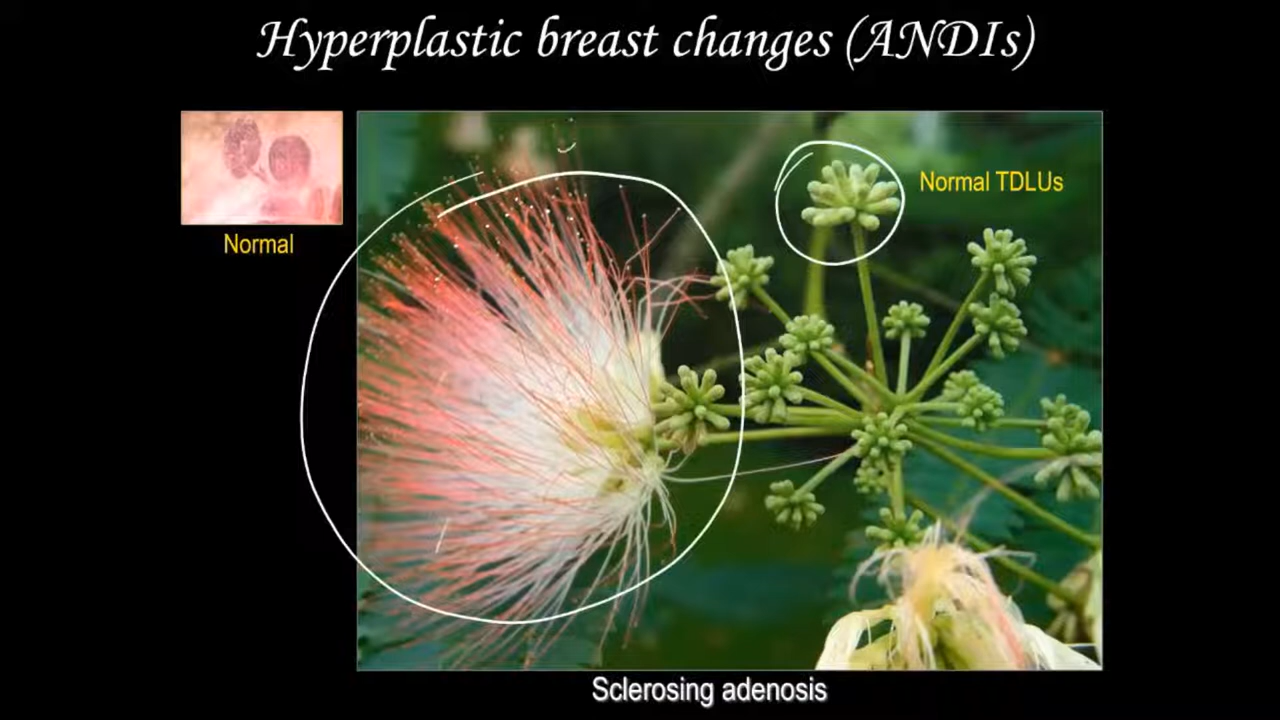 Hyperplastic breast changes (ANDIs)
Normal TDLUs
Normal
Sclerosing adenosis